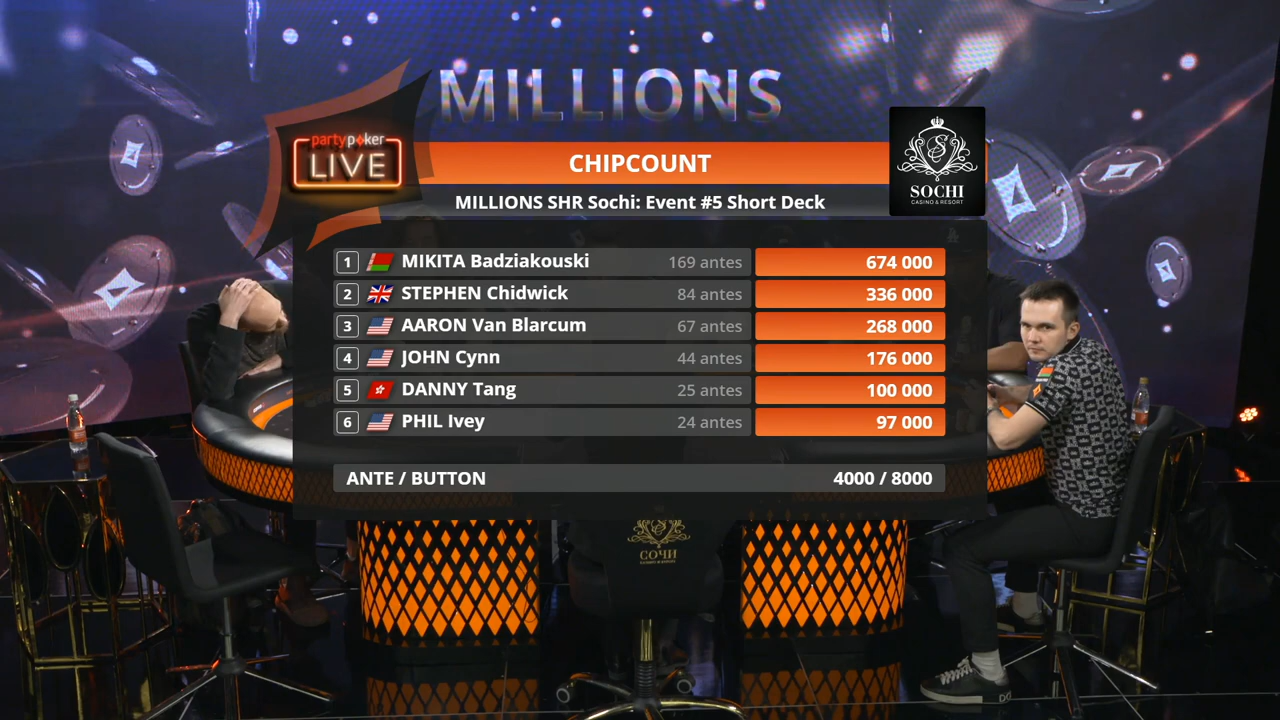 MILLIONS
partypoker
LIVE
CHIPCOUNT
MILLIONS SHR Sochi: Event #5 Short Deck
S
SOCHI
CASINO & RESORT
1 MIKITA Badziakouski 169 antes 674 000
2 STEPHEN Chidwick 84 antes 336 000
3 AARON Van Blarcum 67 antes 268 000
4 JOHN Cynn 44 antes 176 000
5 DANNY Tang 25 antes 100 000
6 PHIL Ivey 24 antes 97 000
ANTE / BUTTON 4000 / 8000
СОЧИ